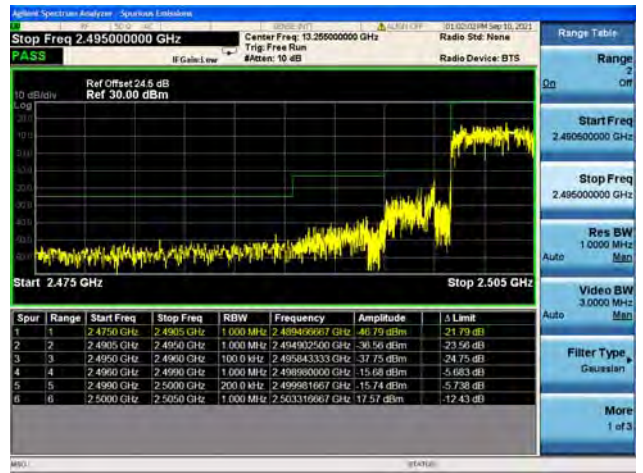 Agilent Spectrum Analyzer - Spurious Emissions
RF 50 Ω AC SENSE:INT ALIGN OFF 01:02:02 PM Sep 10, 2021
Stop Freq 2.495000000 GHz
Center Freq: 13.255000000 GHz
Radio Std: None
Trig: Free Run
PASS
IFGain:Low
#Atten: 10 dB
Radio Device: BTS
Ref Offset 24.5 dB
10 dB/div Ref 30.00 dBm
Log
20.0
10.0
Start 2.475 GHz
Stop 2.505 GHz
Spur Range Start Freq Stop Freq RBW Frequency Amplitude Δ Limit
1 1 2.4750 GHz 2.4905 GHz 1.000 MHz 2.489466667 GHz -46.79 dBm -21.79 dB
2 2 2.4905 GHz 2.4950 GHz 1.000 MHz 2.494902500 GHz -36.56 dBm -23.56 dB
3 3 2.4950 GHz 2.4960 GHz 100.0 kHz 2.495843333 GHz -37.75 dBm -24.75 dB
4 4 2.4960 GHz 2.4990 GHz 1.000 MHz 2.498980000 GHz -15.68 dBm -5.683 dB
5 5 2.4990 GHz 2.5000 GHz 200.0 kHz 2.499981667 GHz -15.74 dBm -5.738 dB
6 6 2.5000 GHz 2.5050 GHz 1.000 MHz 2.503316667 GHz 17.57 dBm -12.43 dB
MSG
STATUS
Range Table
Range
2
On Off
Start Freq
2.490500000 GHz
Stop Freq
2.495000000 GHz
Res BW
1.0000 MHz
Auto Man
Video BW
3.0000 MHz
Auto Man
Filter Type
Gaussian
More
1 of 3